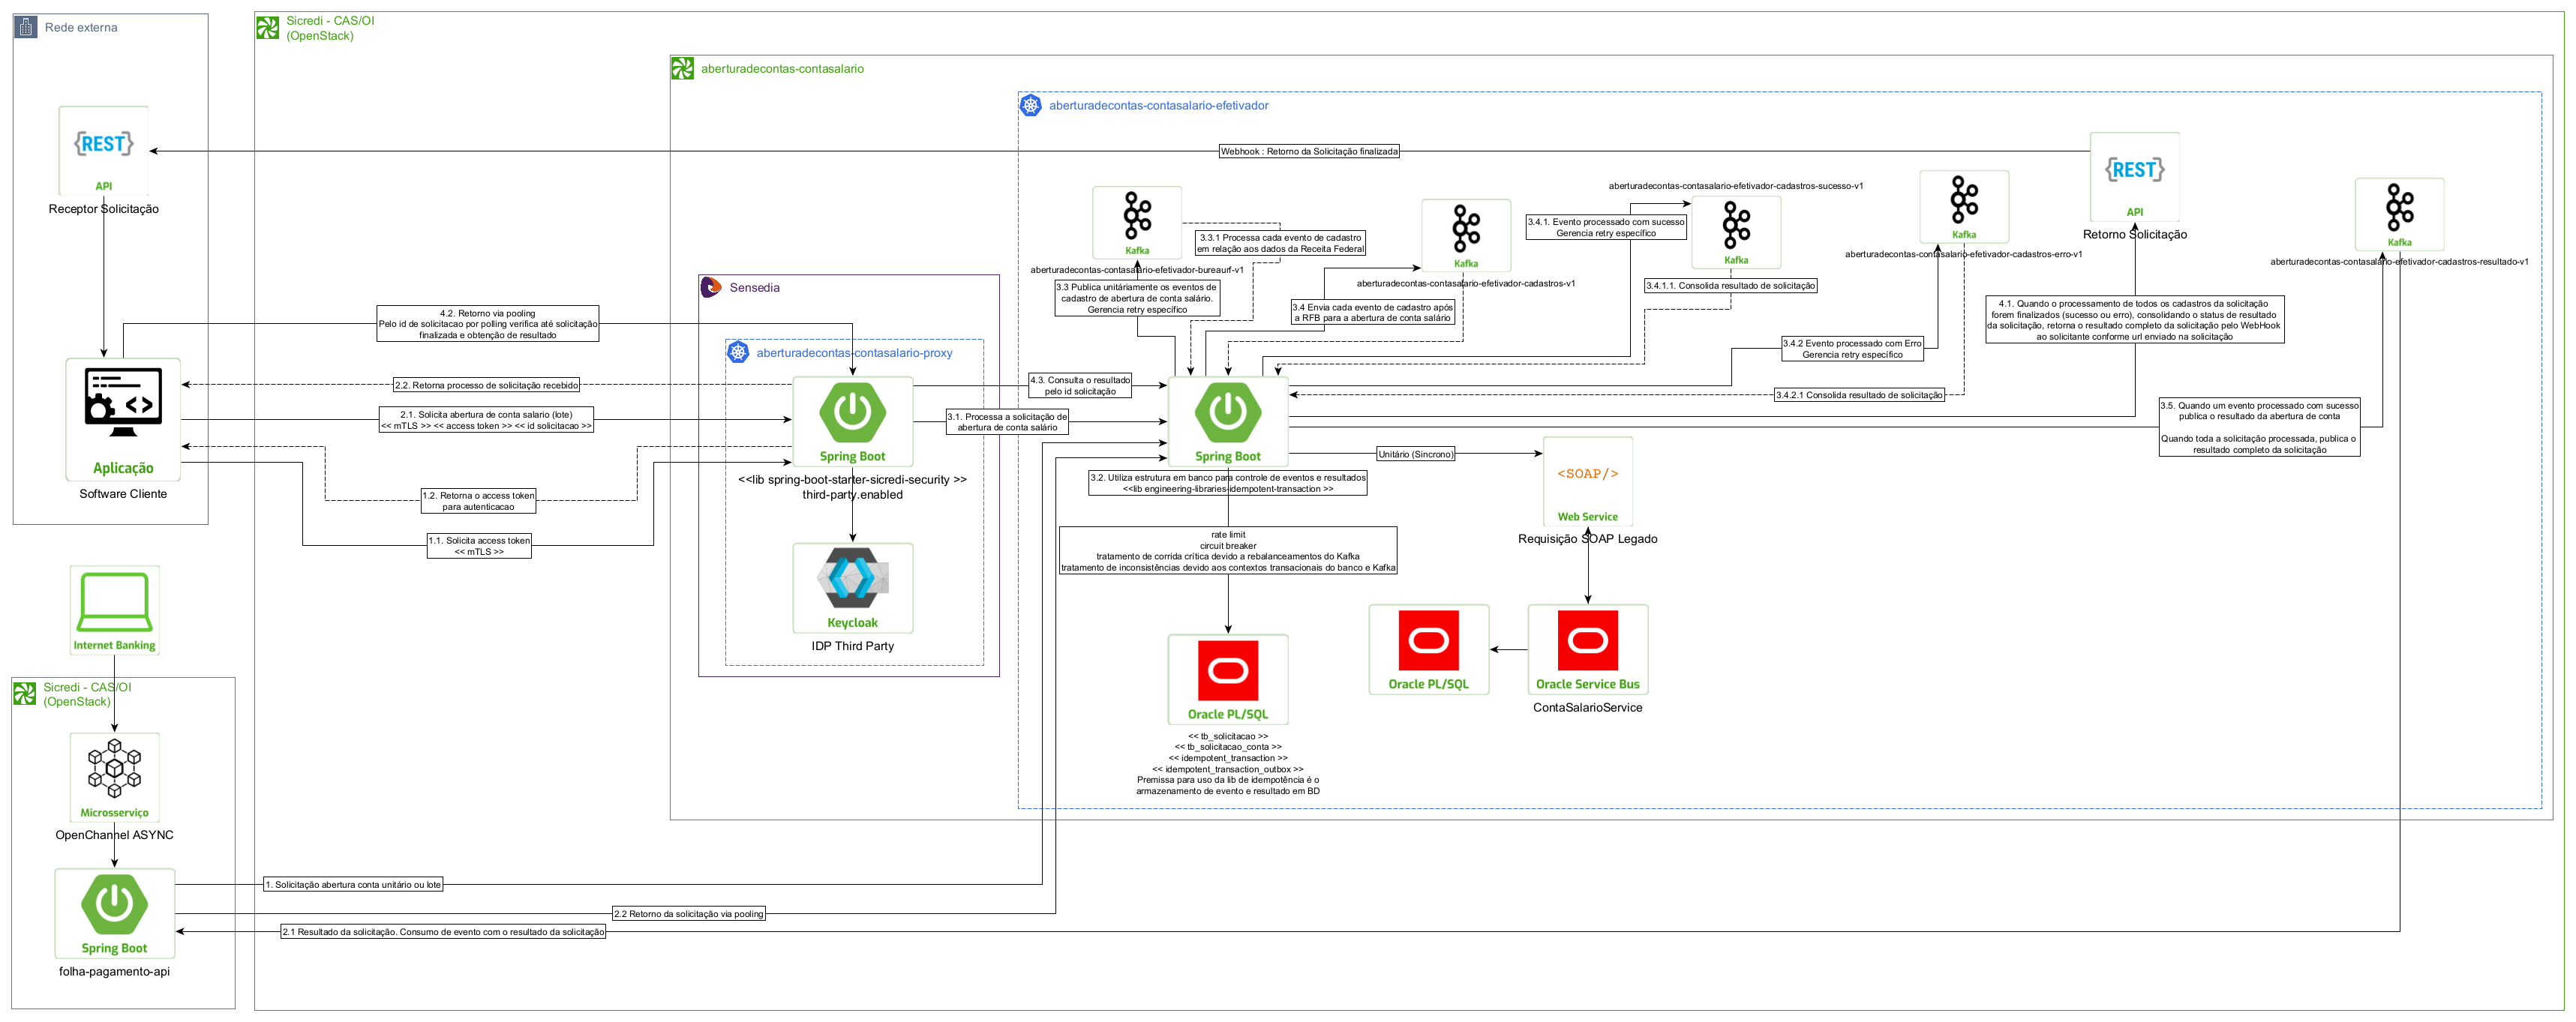 Rede externa
{REST}
API
Receptor Solicitação
Aplicação
Software Cliente
Internet Banking
Sicredi - CAS/OI
(OpenStack)
Microsserviço
OpenChannel ASYNC
Spring Boot
folha-pagamento-api
Sicredi - CAS/OI
(OpenStack)
aberturadecontas-contasalario
Sensedia
aberturadecontas-contasalario-proxy
Spring Boot
<<lib spring-boot-starter-sicredi-security >>
third-party.enabled
Keycloak
IDP Third Party
4.2. Retorno via pooling
Pelo id de solicitacao por polling verifica até solicitação
finalizada e obtenção de resultado
2.2. Retorna processo de solicitação recebido
2.1. Solicita abertura de conta salario (lote)
<< mTLS >> << access token >> << id solicitacao >>
1.2. Retorna o access token
para autenticacao
1.1. Solicita access token
<< mTLS >>
aberturadecontas-contasalario-efetivador
Webhook : Retorno da Solicitação finalizada
Kafka
aberturadecontas-contasalario-efetivador-bureaurf-v1
3.3 Publica unitáriamente os eventos de
cadastro de abertura de conta salário.
Gerencia retry específico
3.3.1 Processa cada evento de cadastro
em relação aos dados da Receita Federal
Kafka
aberturadecontas-contasalario-efetivador-cadastros-v1
3.4 Envia cada evento de cadastro após
a RFB para a abertura de conta salário
aberturadecontas-contasalario-efetivador-cadastros-sucesso-v1
3.4.1. Evento processado com sucesso
Gerencia retry específico
Kafka
3.4.1.1. Consolida resultado de solicitação
Kafka
aberturadecontas-contasalario-efetivador-cadastros-erro-v1
3.4.2 Evento processado com Erro
Gerencia retry específico
3.4.2.1 Consolida resultado de solicitação
{REST}
API
Retorno Solicitação
4.1. Quando o processamento de todos os cadastros da solicitação
forem finalizados (sucesso ou erro), consolidando o status de resultado
da solicitação, retorna o resultado completo da solicitação pelo WebHook
ao solicitante conforme url enviado na solicitação
Kafka
aberturadecontas-contasalario-efetivador-cadastros-resultado-v1
3.5. Quando um evento processado com sucesso
publica o resultado da abertura de conta
Quando toda a solicitação processada, publica o
resultado completo da solicitação
4.3. Consulta o resultado
pelo id solicitação
3.1. Processa a solicitação de
abertura de conta salário
Spring Boot
3.2. Utiliza estrutura em banco para controle de eventos e resultados
<<lib engineering-libraries-idempotent-transaction >>
rate limit
circuit breaker
tratamento de corrida crítica devido a rebalanceamentos do Kafka
tratamento de inconsistências devido aos contextos transacionais do banco e Kafka
Oracle PL/SQL
<< tb_solicitacao >>
<< tb_solicitacao_conta >>
<< idempotent_transaction >>
<< idempotent_transaction_outbox >>
Premissa para uso da lib de idempotência é o
armazenamento de evento e resultado em BD
Unitário (Sincrono)
<SOAP/>
Web Service
Requisição SOAP Legado
Oracle PL/SQL
Oracle Service Bus
ContaSalarioService
1. Solicitação abertura conta unitário ou lote
2.2 Retorno da solicitação via pooling
2.1 Resultado da solicitação. Consumo de evento com o resultado da solicitação